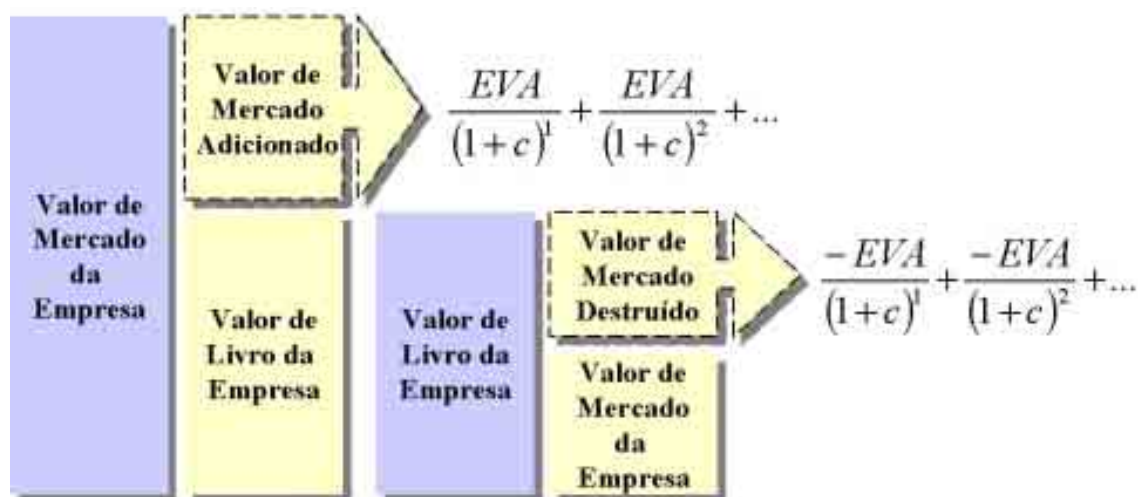 Valor de
Mercado
da
Empresa
Valor de
Mercado
Adicionado
EVA/(1+c)^1 + EVA/(1+c)^2 + ...
Valor de
Livro da
Empresa
Valor de
Livro da
Empresa
Valor de
Mercado
Destruído
-EVA/(1+c)^1 + -EVA/(1+c)^2 + ...
Valor de
Mercado
da
Empresa